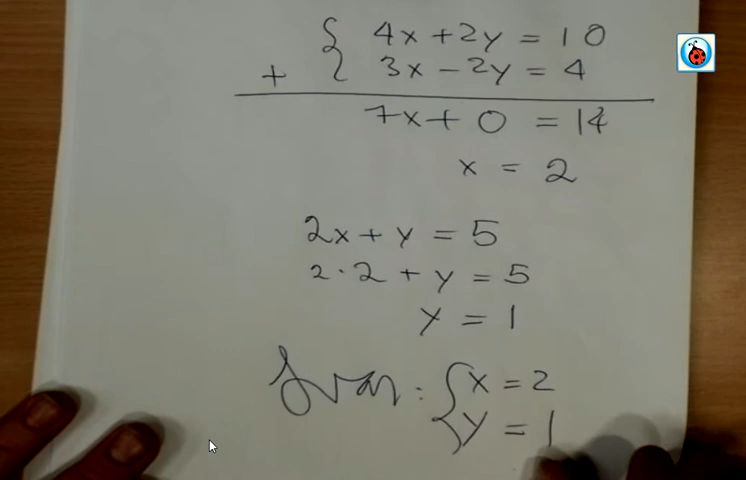 { 4x + 2y = 10
+ 3x - 2y = 4
7x + 0 = 14
x = 2
2x + y = 5
2 · 2 + y = 5
y = 1
Svar: { x = 2
y = 1